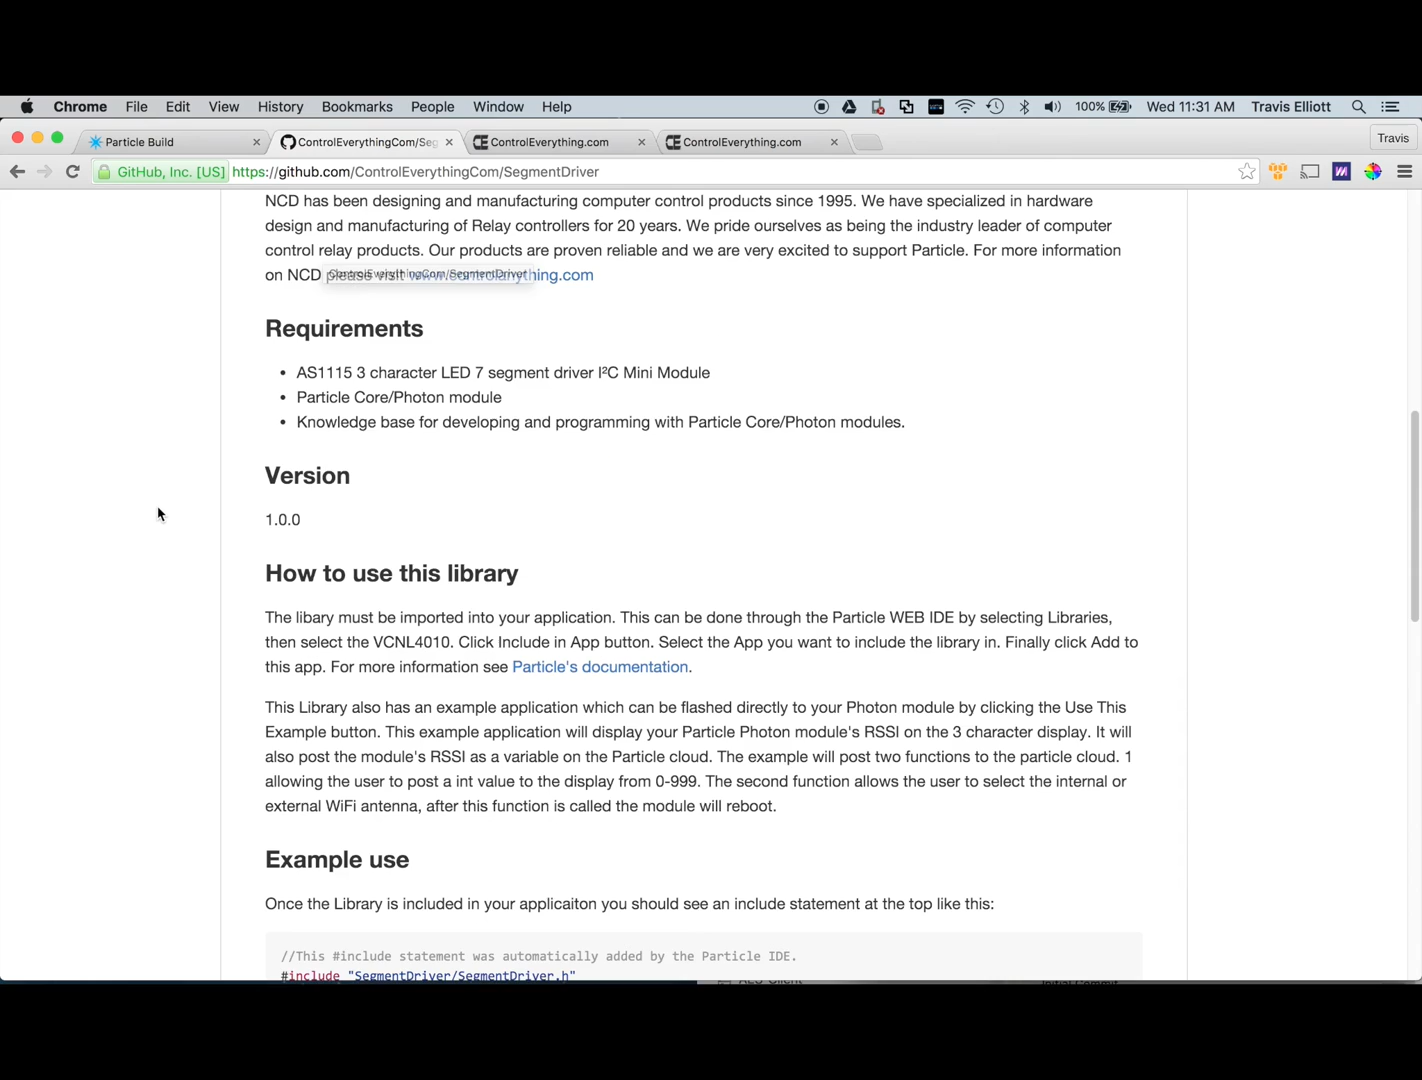 Chrome File Edit View History Bookmarks People Window Help 100% Wed 11:31 AM Travis Elliott
Particle Build ControlEverythingCom/Seg ControlEverything.com ControlEverything.com Travis
GitHub, Inc. [US] https://github.com/ControlEverythingCom/SegmentDriver
NCD has been designing and manufacturing computer control products since 1995. We have specialized in hardware
design and manufacturing of Relay controllers for 20 years. We pride ourselves as being the industry leader of computer
control relay products. Our products are proven reliable and we are very excited to support Particle. For more information
on NCD please visit www.controlanything.com
ControlEverythingCom/SegmentDriver
Requirements
• AS1115 3 character LED 7 segment driver I²C Mini Module
• Particle Core/Photon module
• Knowledge base for developing and programming with Particle Core/Photon modules.
Version
1.0.0
How to use this library
The libary must be imported into your application. This can be done through the Particle WEB IDE by selecting Libraries,
then select the VCNL4010. Click Include in App button. Select the App you want to include the library in. Finally click Add to
this app. For more information see Particle's documentation.
This Library also has an example application which can be flashed directly to your Photon module by clicking the Use This
Example button. This example application will display your Particle Photon module's RSSI on the 3 character display. It will
also post the module's RSSI as a variable on the Particle cloud. The example will post two functions to the particle cloud. 1
allowing the user to post a int value to the display from 0-999. The second function allows the user to select the internal or
external WiFi antenna, after this function is called the module will reboot.
Example use
Once the Library is included in your applicaiton you should see an include statement at the top like this:
//This #include statement was automatically added by the Particle IDE.
#include "SegmentDriver/SegmentDriver.h"